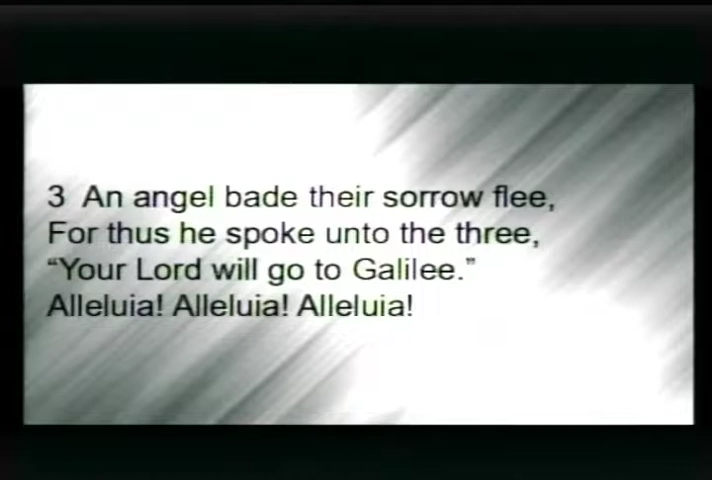 3 An angel bade their sorrow flee,
For thus he spoke unto the three,
“Your Lord will go to Galilee.”
Alleluia! Alleluia! Alleluia!